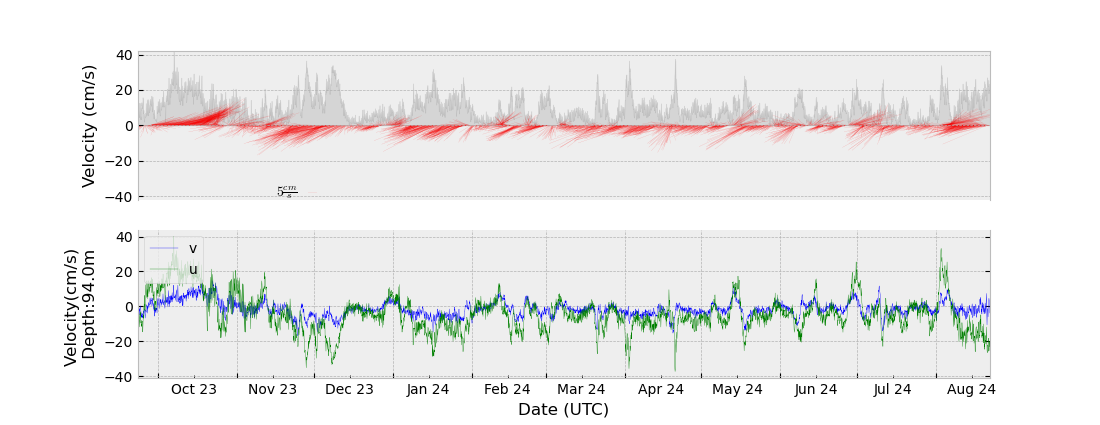 40
20
0
−20
−40
Velocity (cm/s)
5 cm/s
40
20
0
−20
−40
Velocity(cm/s)
Depth:94.0m
v
u
Oct 23 Nov 23 Dec 23 Jan 24 Feb 24 Mar 24 Apr 24 May 24 Jun 24 Jul 24 Aug 24
Date (UTC)